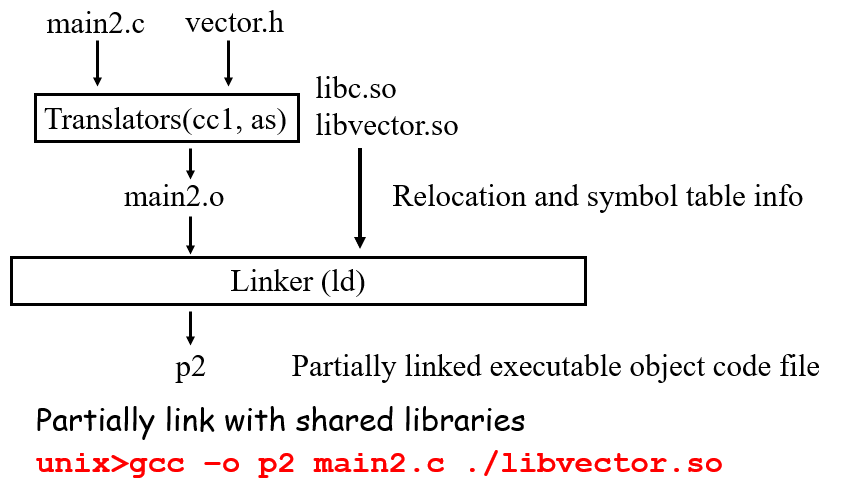 main2.c vector.h
libc.so
Translators(cc1, as) libvector.so
main2.o Relocation and symbol table info
Linker (ld)
p2 Partially linked executable object code file
Partially link with shared libraries
unix>gcc –o p2 main2.c ./libvector.so